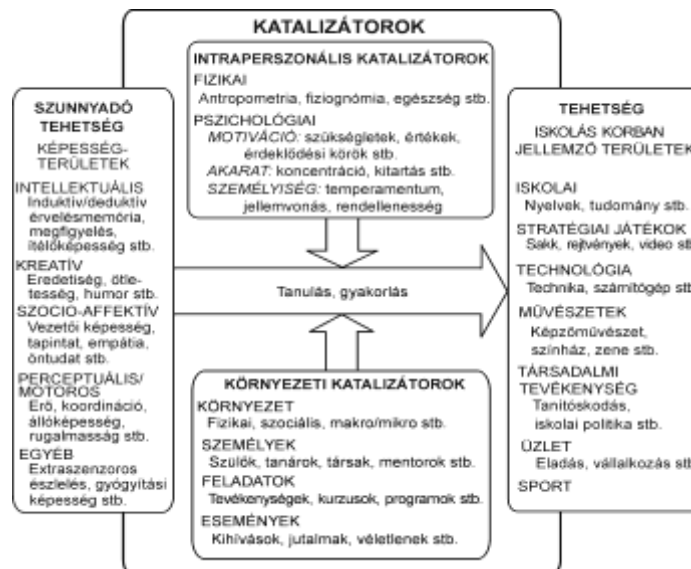 KATALIZÁTOROK
INTRAPERSZONÁLIS KATALIZÁTOROK
FIZIKAI
Antropometria, fiziognómia, egészség stb.
PSZICHOLÓGIAI
MOTIVÁCIÓ: szükségletek, értékek,
érdeklődési körök stb.
AKARAT: koncentráció, kitartás stb.
SZEMÉLYISÉG: temperamentum,
jellemvonás, rendellenesség
SZUNNYADÓ
TEHETSÉG
KÉPESSÉG-
TERÜLETEK
INTELLEKTUÁLIS
Induktív/deduktív
érvelésmemória,
megfigyelés,
ítélőképesség stb.
KREATÍV
Eredetiség, ötle-
tesség, humor stb.
SZOCIO-AFFEKTÍV
Vezetői képesség,
tapintat, empátia,
öntudat stb.
PERCEPTUÁLIS/
MOTOROS
Erő, koordináció,
állóképesség,
rugalmasság stb.
EGYÉB
Extraszenzoros
észlelés, gyógyítási
képesség stb.
Tanulás, gyakorlás
KÖRNYEZETI KATALIZÁTOROK
KÖRNYEZET
Fizikai, szociális, makro/mikro stb.
SZEMÉLYEK
Szülők, tanárok, társak, mentorok stb.
FELADATOK
Tevékenységek, kurzusok, programok stb.
ESEMÉNYEK
Kihívások, jutalmak, véletlenek stb.
TEHETSÉG
ISKOLÁS KORBAN
JELLEMZŐ TERÜLETEK
ISKOLAI
Nyelvek, tudomány stb.
STRATÉGIAI JÁTÉKOK
Sakk, rejtvények, video st
TECHNOLÓGIA
Technika, számítógép stb
MŰVÉSZETEK
Képzőművészet,
színház, zene stb.
TÁRSADALMI
TEVÉKENYSÉG
Tanítóskodás,
iskolai politika stb.
ÜZLET
Eladás, vállalkozás stb
SPORT